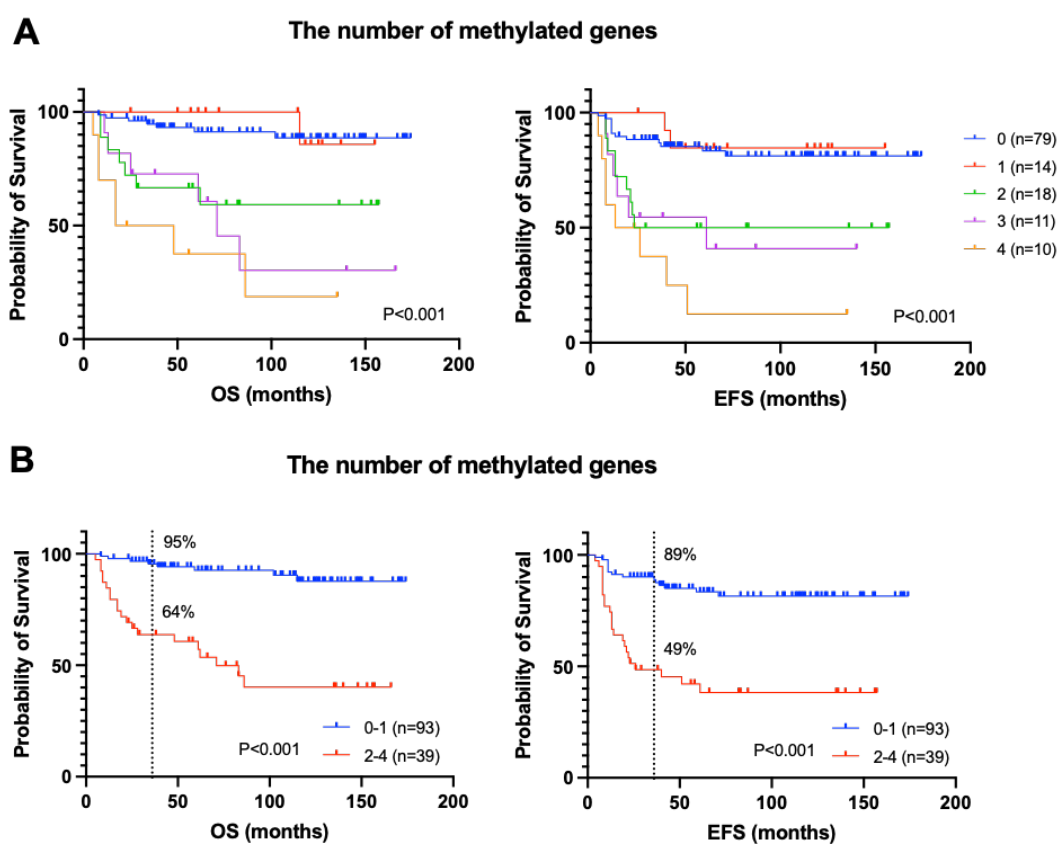 A
The number of methylated genes
Probability of Survival
100
50
0
0 50 100 150 200
OS (months)
P<0.001
Probability of Survival
100
50
0
0 50 100 150 200
EFS (months)
P<0.001
0 (n=79)
1 (n=14)
2 (n=18)
3 (n=11)
4 (n=10)
B
The number of methylated genes
Probability of Survival
100
50
0
0 50 100 150 200
OS (months)
95%
64%
P<0.001
0-1 (n=93)
2-4 (n=39)
Probability of Survival
100
50
0
0 50 100 150 200
EFS (months)
89%
49%
P<0.001
0-1 (n=93)
2-4 (n=39)